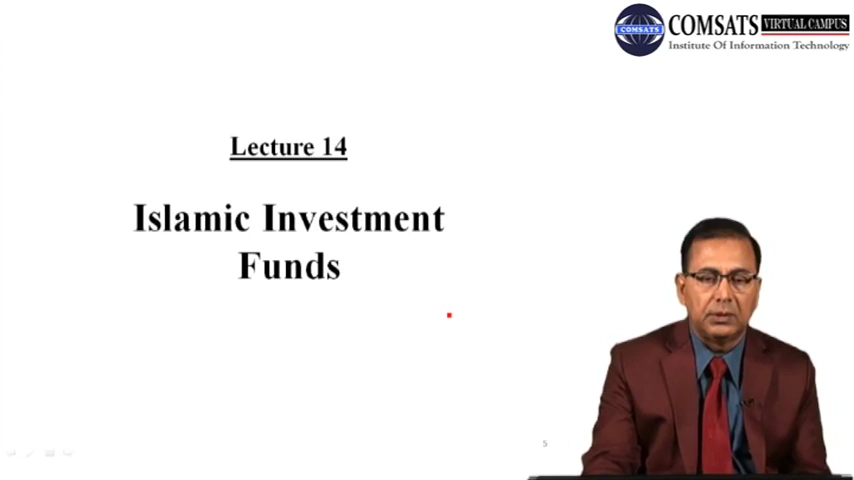 COMSATS
COMSATS VIRTUAL CAMPUS
Institute Of Information Technology
Lecture 14
Islamic Investment
Funds
5